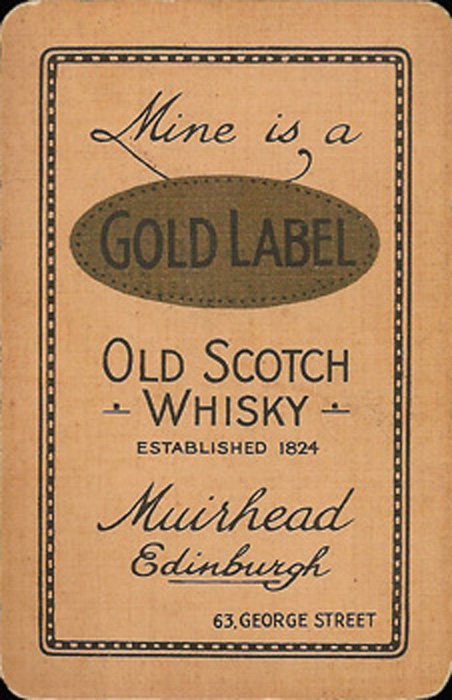 Mine is a
GOLD LABEL
OLD SCOTCH
WHISKY
ESTABLISHED 1824
Muirhead
Edinburgh
63, GEORGE STREET